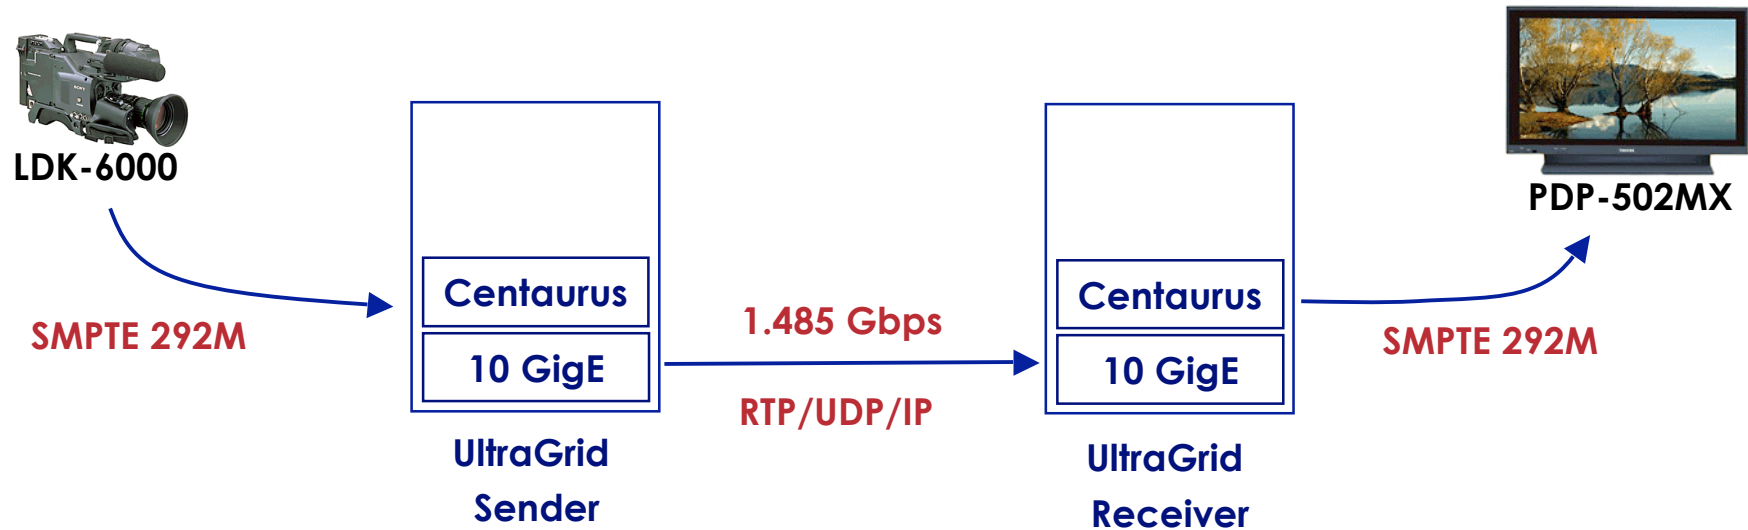 LDK-6000
PDP-502MX
SMPTE 292M
Centaurus
10 GigE
UltraGrid
Sender
1.485 Gbps
RTP/UDP/IP
Centaurus
10 GigE
UltraGrid
Receiver
SMPTE 292M
SONY